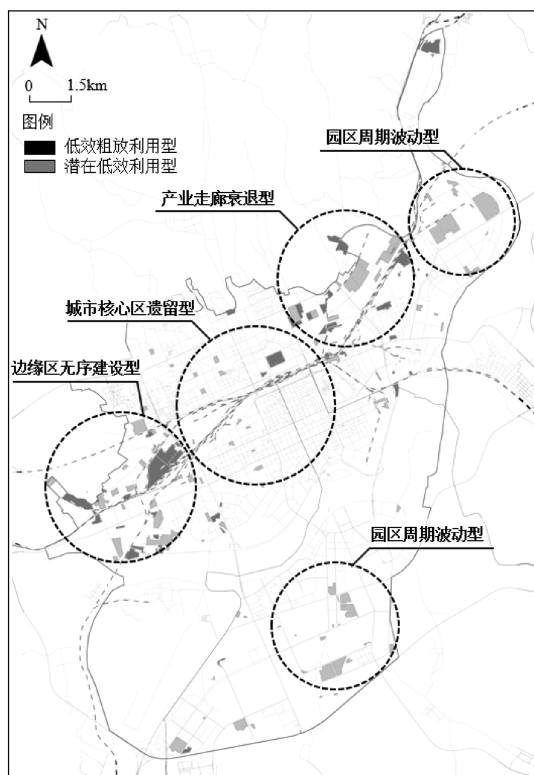 N
0 1.5km
图例
低效粗放利用型
潜在低效利用型
园区周期波动型
产业走廊衰退型
城市核心区遗留型
边缘区无序建设型
园区周期波动型